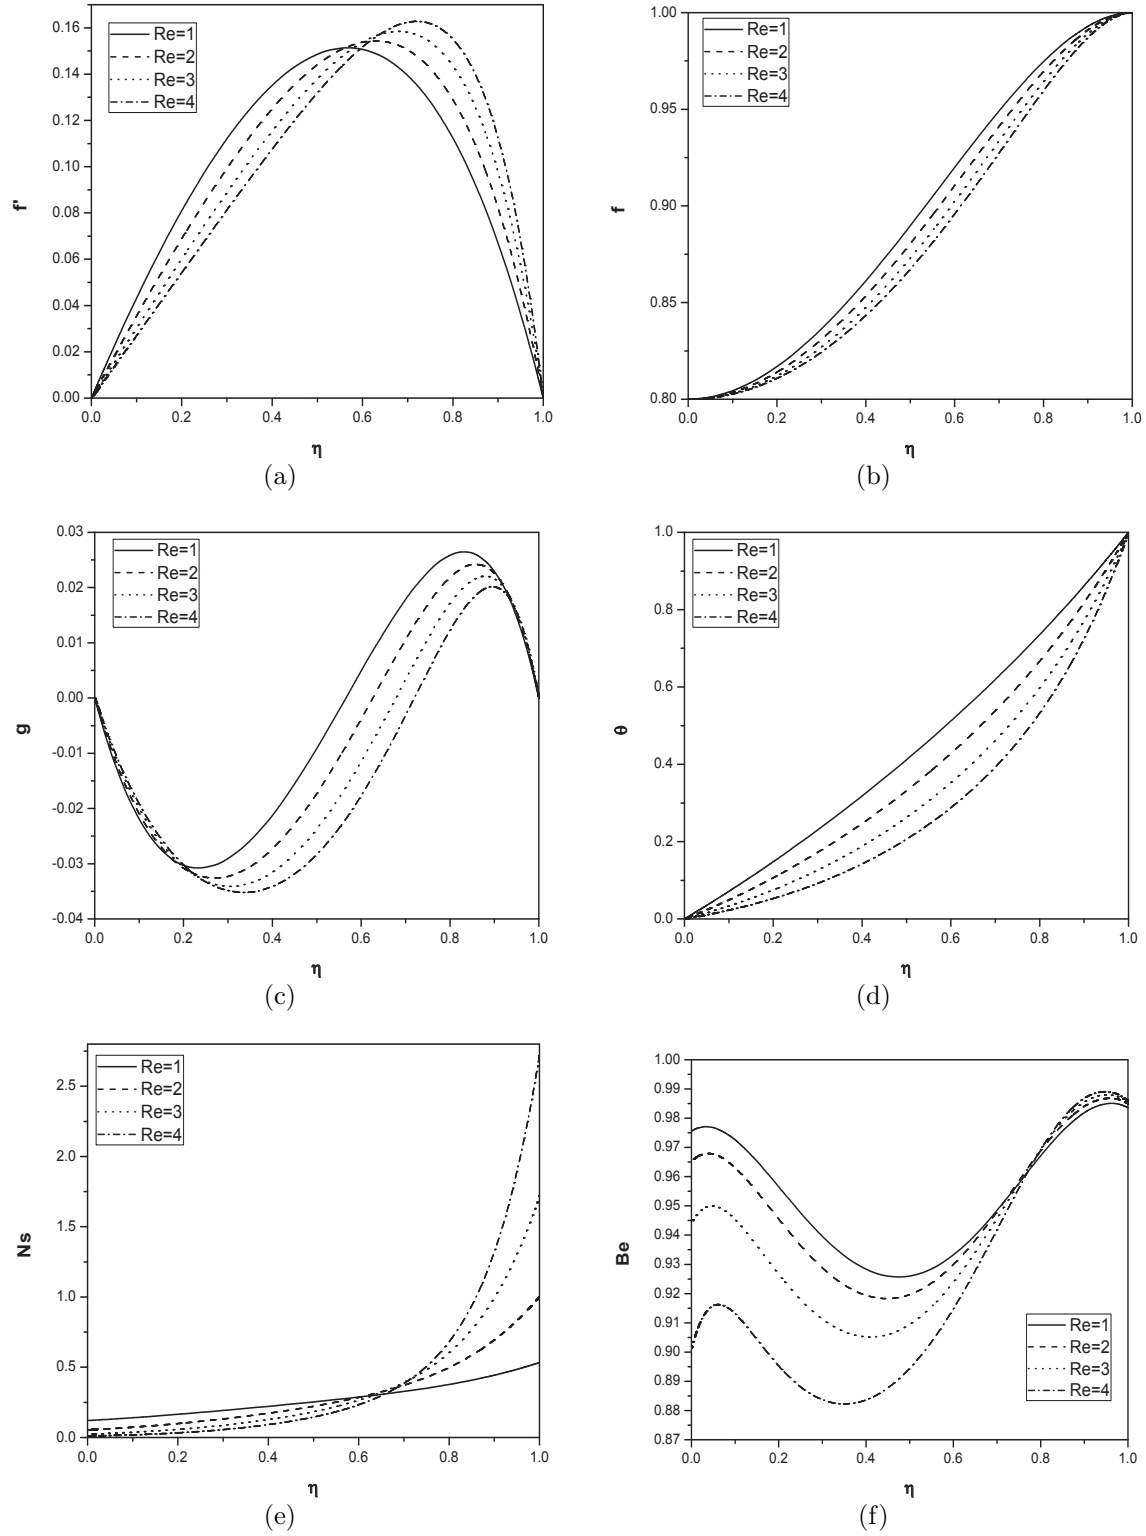 0.16
0.14
0.12
0.10
0.08
0.06
0.04
0.02
0.00
f'
Re=1
Re=2
Re=3
Re=4
0.0 0.2 0.4 0.6 0.8 1.0
η
(a)
1.00
0.95
0.90
0.85
0.80
f
Re=1
Re=2
Re=3
Re=4
0.0 0.2 0.4 0.6 0.8 1.0
η
(b)
0.03
0.02
0.01
0.00
-0.01
-0.02
-0.03
-0.04
g
Re=1
Re=2
Re=3
Re=4
0.0 0.2 0.4 0.6 0.8 1.0
η
(c)
1.0
0.8
0.6
0.4
0.2
0.0
θ
Re=1
Re=2
Re=3
Re=4
0.0 0.2 0.4 0.6 0.8 1.0
η
(d)
2.5
2.0
1.5
1.0
0.5
0.0
Ns
Re=1
Re=2
Re=3
Re=4
0.0 0.2 0.4 0.6 0.8 1.0
η
(e)
1.00
0.99
0.98
0.97
0.96
0.95
0.94
0.93
0.92
0.91
0.90
0.89
0.88
0.87
Be
Re=1
Re=2
Re=3
Re=4
0.0 0.2 0.4 0.6 0.8 1.0
η
(f)